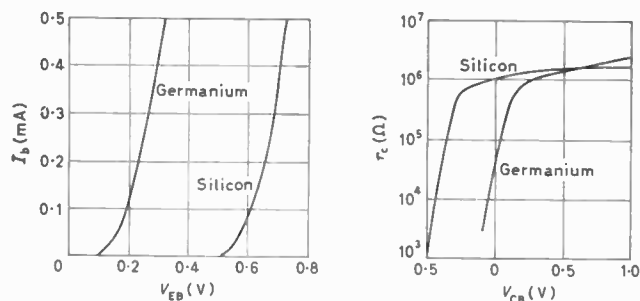 0·5
0·4
0·3
0·2
0·1
0
I_b (mA)
Germanium
Silicon
0 0·2 0·4 0·6 0·8
V_EB (V)
10^7
10^6
10^5
10^4
10^3
r_c (Ω)
Silicon
Germanium
0·5 0 0·5 1·0
V_CB (V)